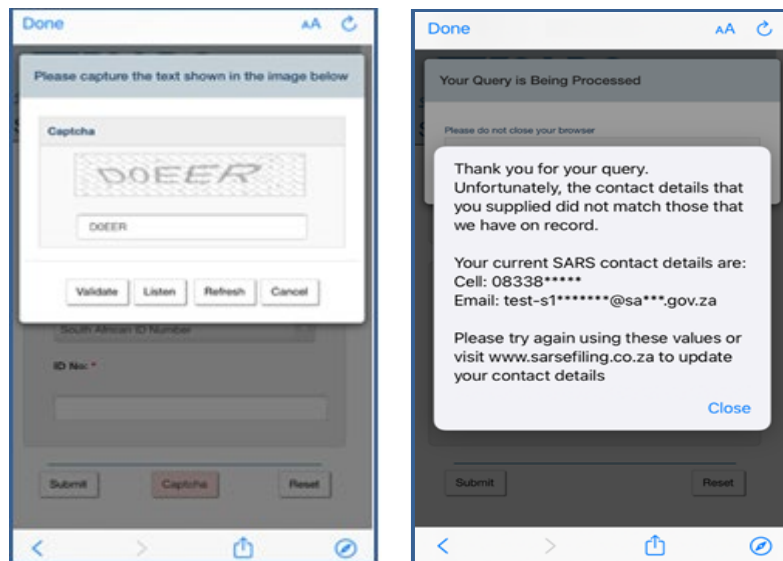 Done
AA
Please capture the text shown in the image below
Captcha
D0EER
D0EER
Validate
Listen
Refresh
Cancel
South African ID Number
ID No: *
Submit
Captcha
Reset
Done
AA
Your Query is Being Processed
Please do not close your browser
Thank you for your query.
Unfortunately, the contact details that
you supplied did not match those that
we have on record.
Your current SARS contact details are:
Cell: 08338*****
Email: test-s1*******@sa***.gov.za
Please try again using these values or
visit www.sarsefiling.co.za to update
your contact details
Close
Submit
Reset